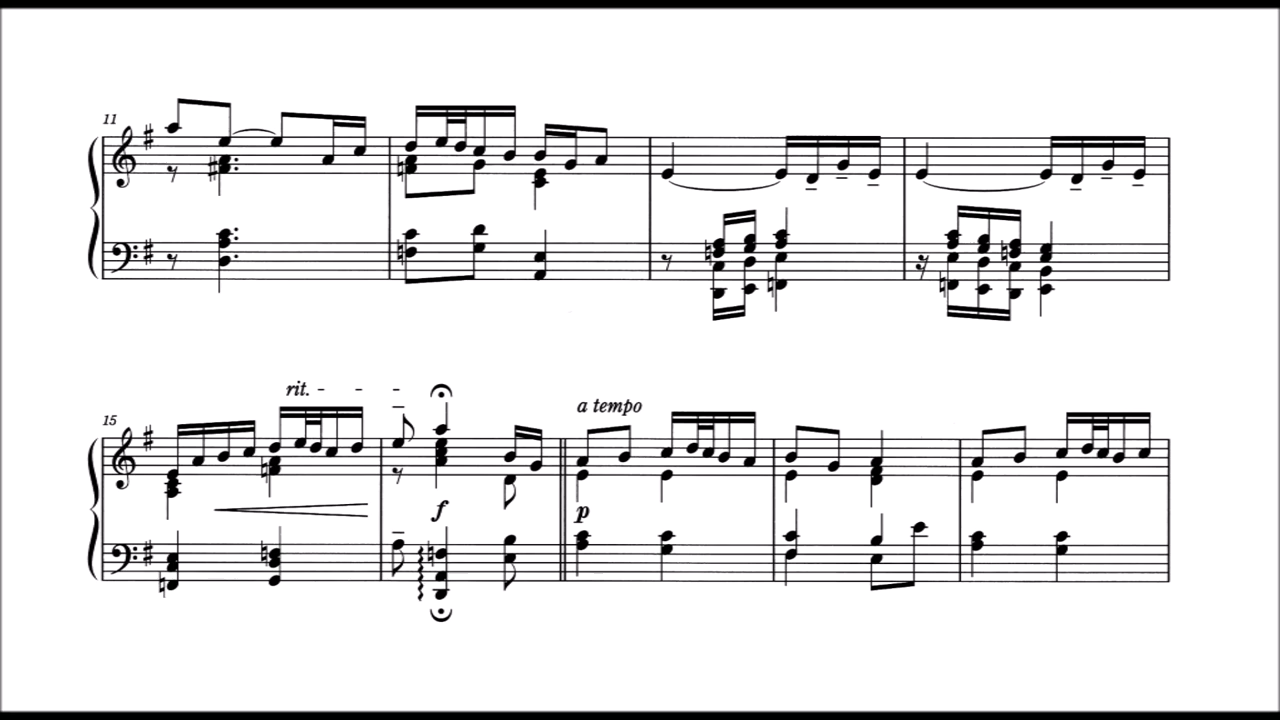 11
rit. - - -
15
a tempo
f
p